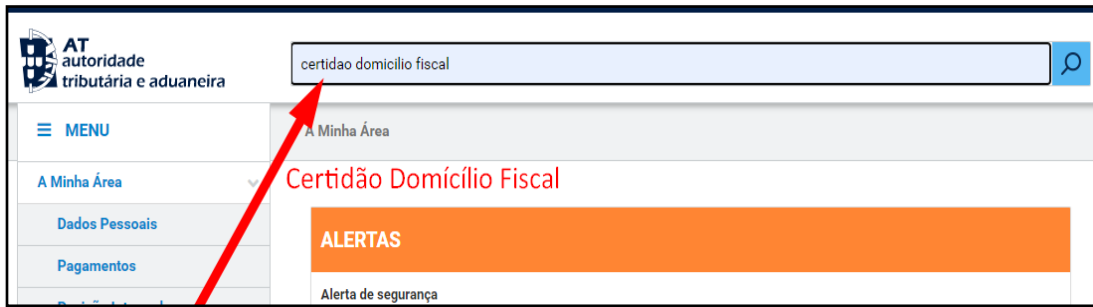 AT
autoridade
tributária e aduaneira
certidao domicilio fiscal
MENU
A Minha Área
A Minha Área
Certidão Domícílio Fiscal
Dados Pessoais
ALERTAS
Pagamentos
Alerta de segurança